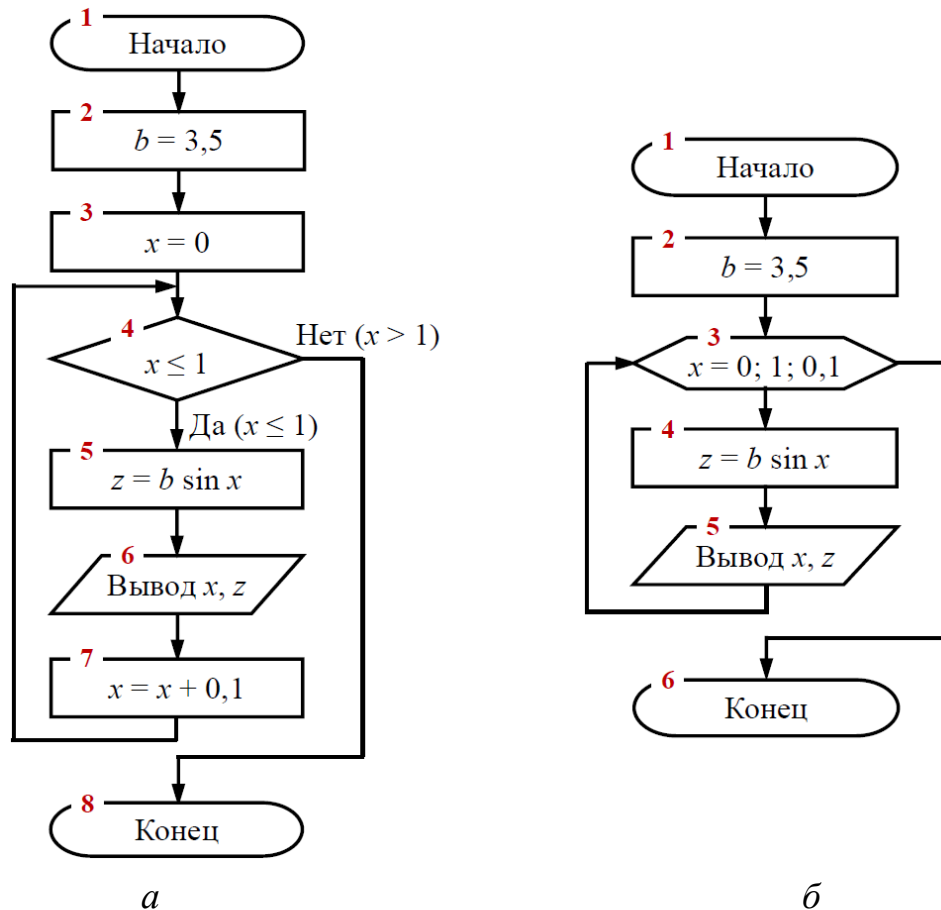 1
Начало
2
b = 3,5
3
x = 0
4
x ≤ 1
Нет (x > 1)
Да (x ≤ 1)
5
z = b sin x
6
Вывод x, z
7
x = x + 0,1
8
Конец
а
1
Начало
2
b = 3,5
3
x = 0; 1; 0,1
4
z = b sin x
5
Вывод x, z
6
Конец
б